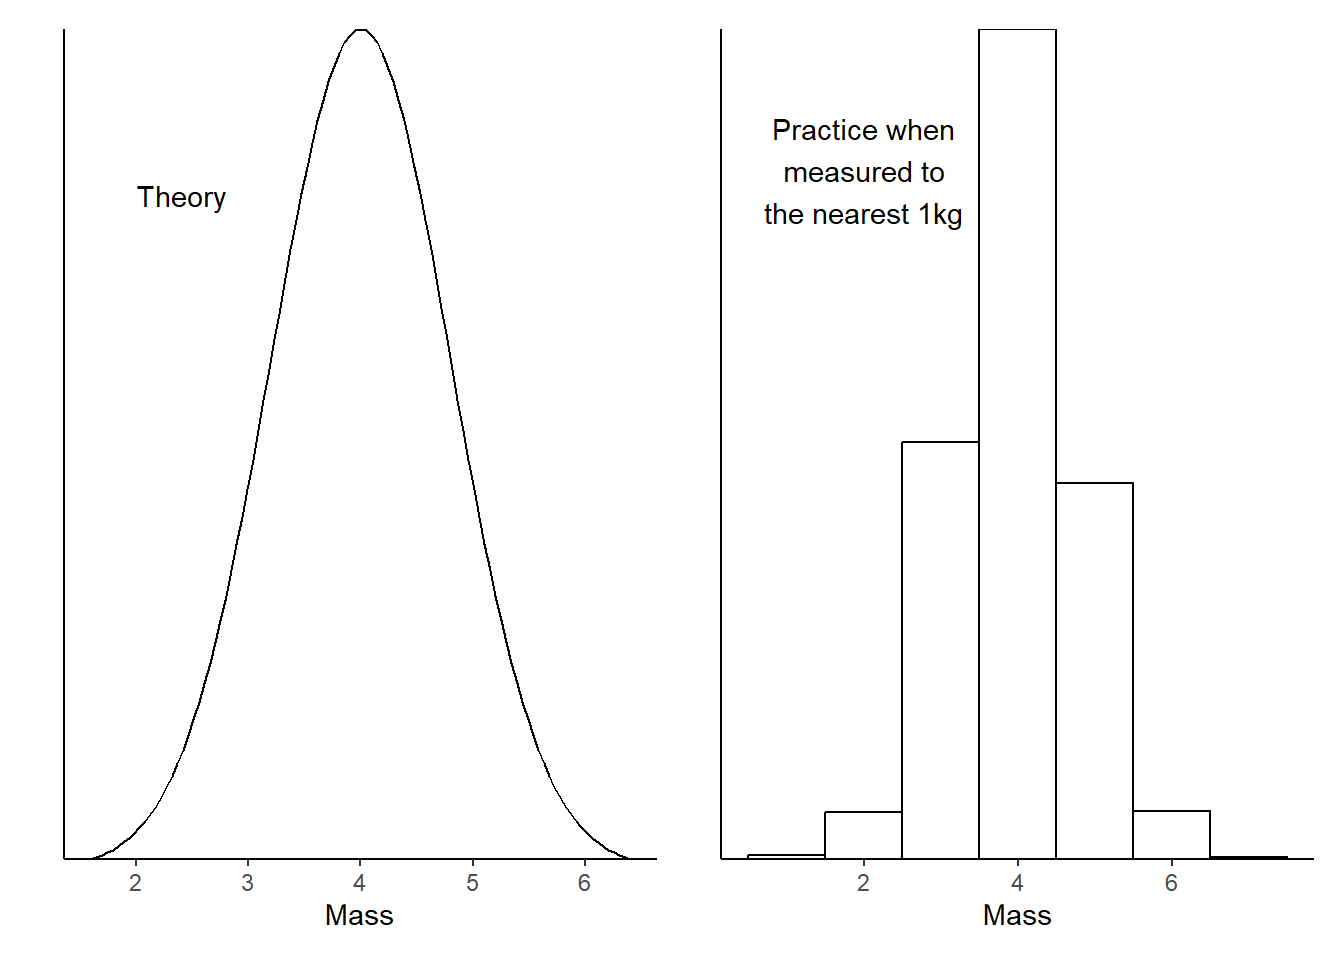 Theory
2 3 4 5 6
Mass
Practice when
measured to
the nearest 1kg
2 4 6
Mass